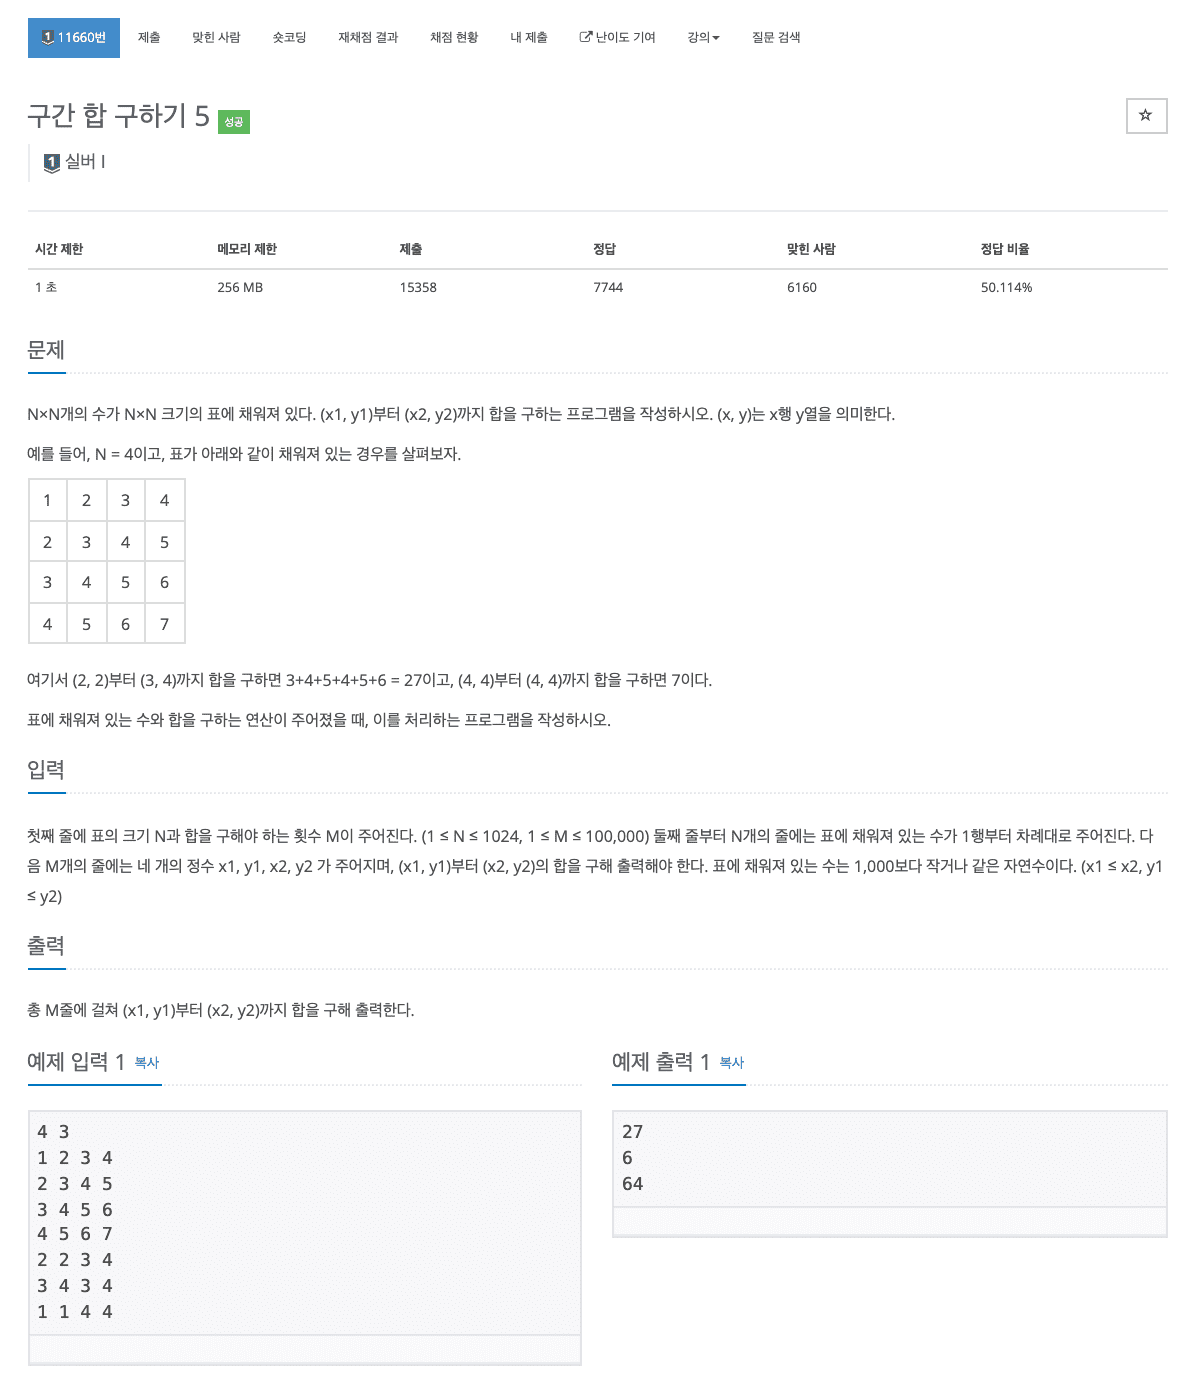 1 11660번 제출 맞힌 사람 숏코딩 재채점 결과 채점 현황 내 제출 난이도 기여 강의 질문 검색
구간 합 구하기 5 성공
1 실버 I
시간 제한 메모리 제한 제출 정답 맞힌 사람 정답 비율
1 초 256 MB 15358 7744 6160 50.114%
문제
N×N개의 수가 N×N 크기의 표에 채워져 있다. (x1, y1)부터 (x2, y2)까지 합을 구하는 프로그램을 작성하시오. (x, y)는 x행 y열을 의미한다.
예를 들어, N = 4이고, 표가 아래와 같이 채워져 있는 경우를 살펴보자.
1 2 3 4
2 3 4 5
3 4 5 6
4 5 6 7
여기서 (2, 2)부터 (3, 4)까지 합을 구하면 3+4+5+4+5+6 = 27이고, (4, 4)부터 (4, 4)까지 합을 구하면 7이다.
표에 채워져 있는 수와 합을 구하는 연산이 주어졌을 때, 이를 처리하는 프로그램을 작성하시오.
입력
첫째 줄에 표의 크기 N과 합을 구해야 하는 횟수 M이 주어진다. (1 ≤ N ≤ 1024, 1 ≤ M ≤ 100,000) 둘째 줄부터 N개의 줄에는 표에 채워져 있는 수가 1행부터 차례대로 주어진다. 다
음 M개의 줄에는 네 개의 정수 x1, y1, x2, y2 가 주어지며, (x1, y1)부터 (x2, y2)의 합을 구해 출력해야 한다. 표에 채워져 있는 수는 1,000보다 작거나 같은 자연수이다. (x1 ≤ x2, y1
≤ y2)
출력
총 M줄에 걸쳐 (x1, y1)부터 (x2, y2)까지 합을 구해 출력한다.
예제 입력 1 복사
4 3
1 2 3 4
2 3 4 5
3 4 5 6
4 5 6 7
2 2 3 4
3 4 3 4
1 1 4 4
예제 출력 1 복사
27
6
64